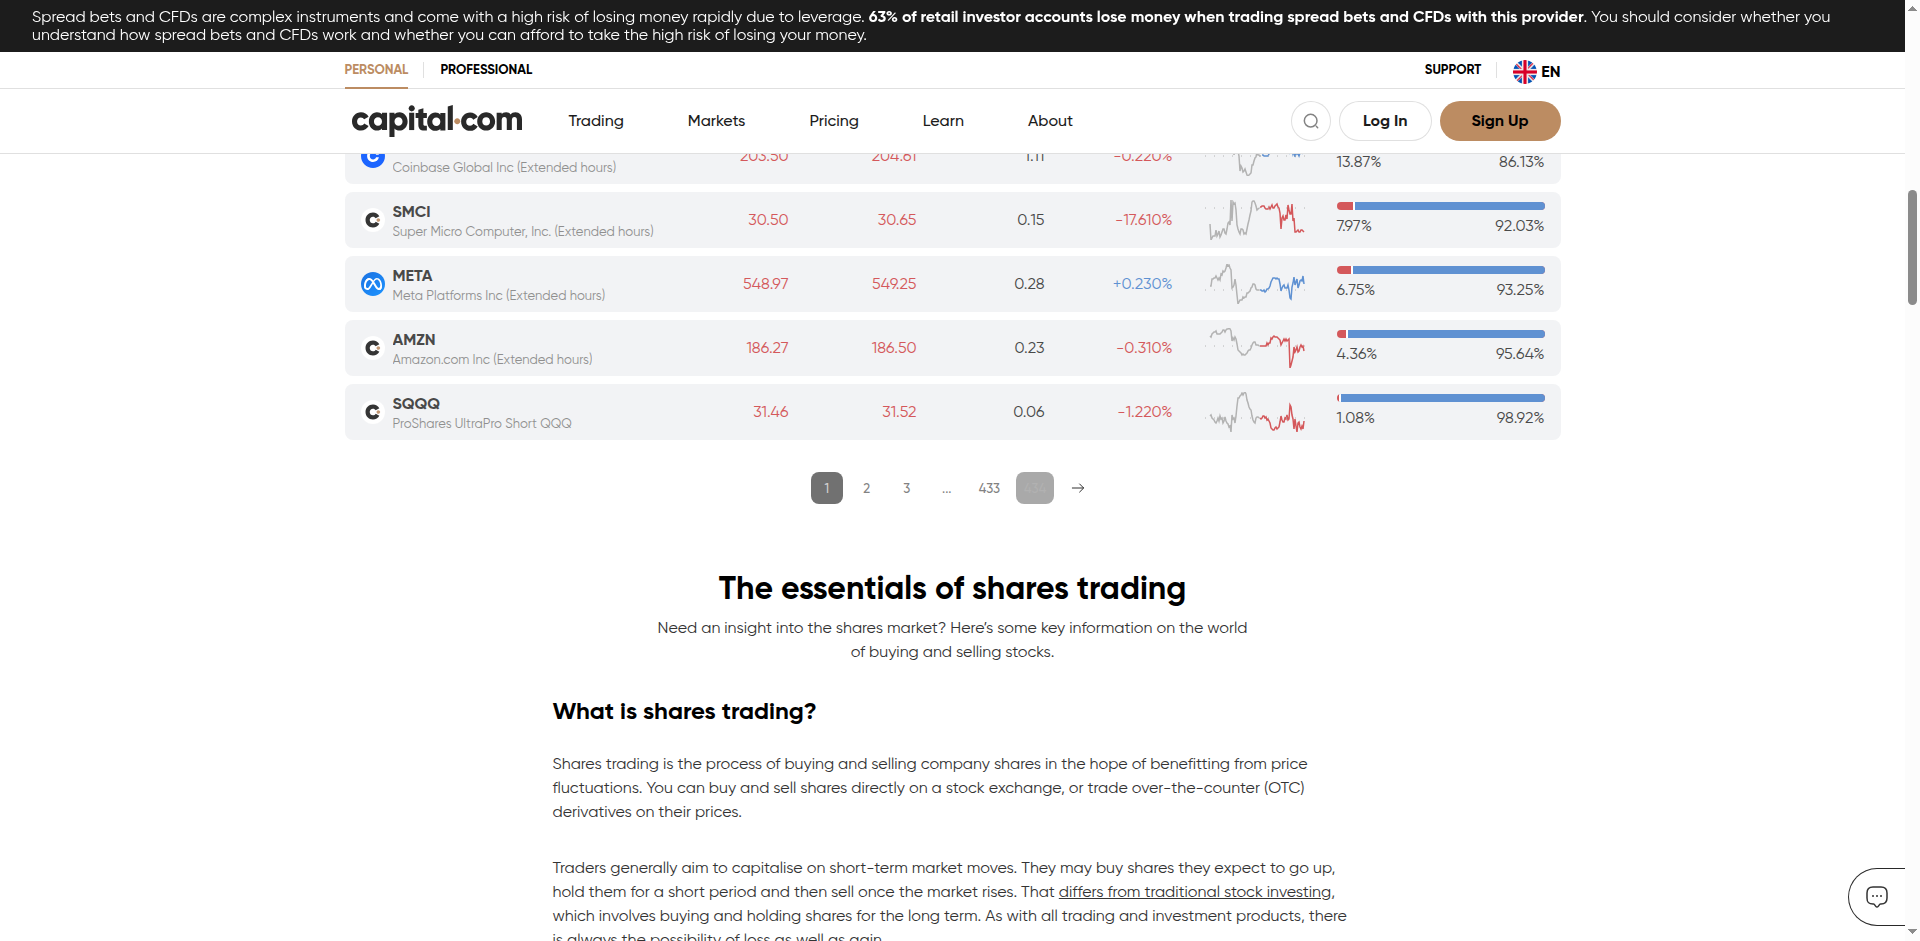 Spread bets and CFDs are complex instruments and come with a high risk of losing money rapidly due to leverage. 63% of retail investor accounts lose money when trading spread bets and CFDs with this provider. You should consider whether you
understand how spread bets and CFDs work and whether you can afford to take the high risk of losing your money.
PERSONAL PROFESSIONAL SUPPORT EN
capital.com Trading Markets Pricing Learn About Log In Sign Up
203.50 204.61 1.11 -0.220%
Coinbase Global Inc (Extended hours) 13.87% 86.13%
SMCI
Super Micro Computer, Inc. (Extended hours) 30.50 30.65 0.15 -17.610% 7.97% 92.03%
META
Meta Platforms Inc (Extended hours) 548.97 549.25 0.28 +0.230% 6.75% 93.25%
AMZN
Amazon.com Inc (Extended hours) 186.27 186.50 0.23 -0.310% 4.36% 95.64%
SQQQ
ProShares UltraPro Short QQQ 31.46 31.52 0.06 -1.220% 1.08% 98.92%
1 2 3 ... 433 434
The essentials of shares trading
Need an insight into the shares market? Here's some key information on the world
of buying and selling stocks.
What is shares trading?
Shares trading is the process of buying and selling company shares in the hope of benefitting from price
fluctuations. You can buy and sell shares directly on a stock exchange, or trade over-the-counter (OTC)
derivatives on their prices.
Traders generally aim to capitalise on short-term market moves. They may buy shares they expect to go up,
hold them for a short period and then sell once the market rises. That differs from traditional stock investing,
which involves buying and holding shares for the long term. As with all trading and investment products, there
is always the possibility of loss as well as gain.